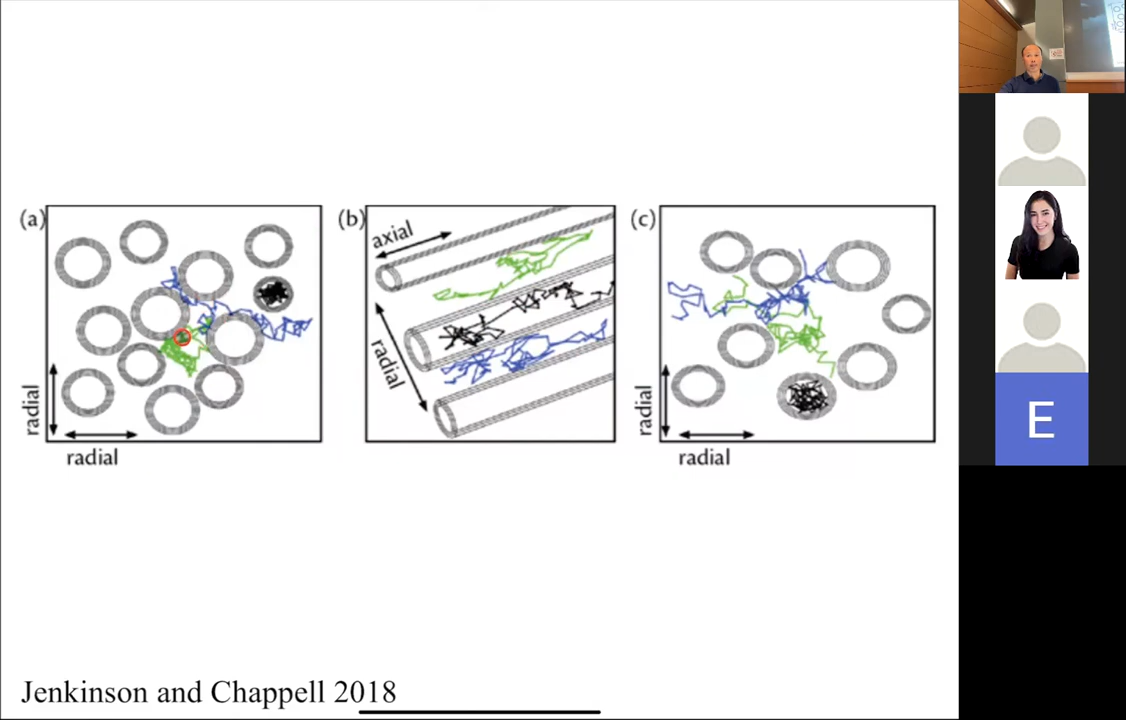 (a)
radial
radial
(b)
axial
radial
(c)
radial
radial
Jenkinson and Chappell 2018
E